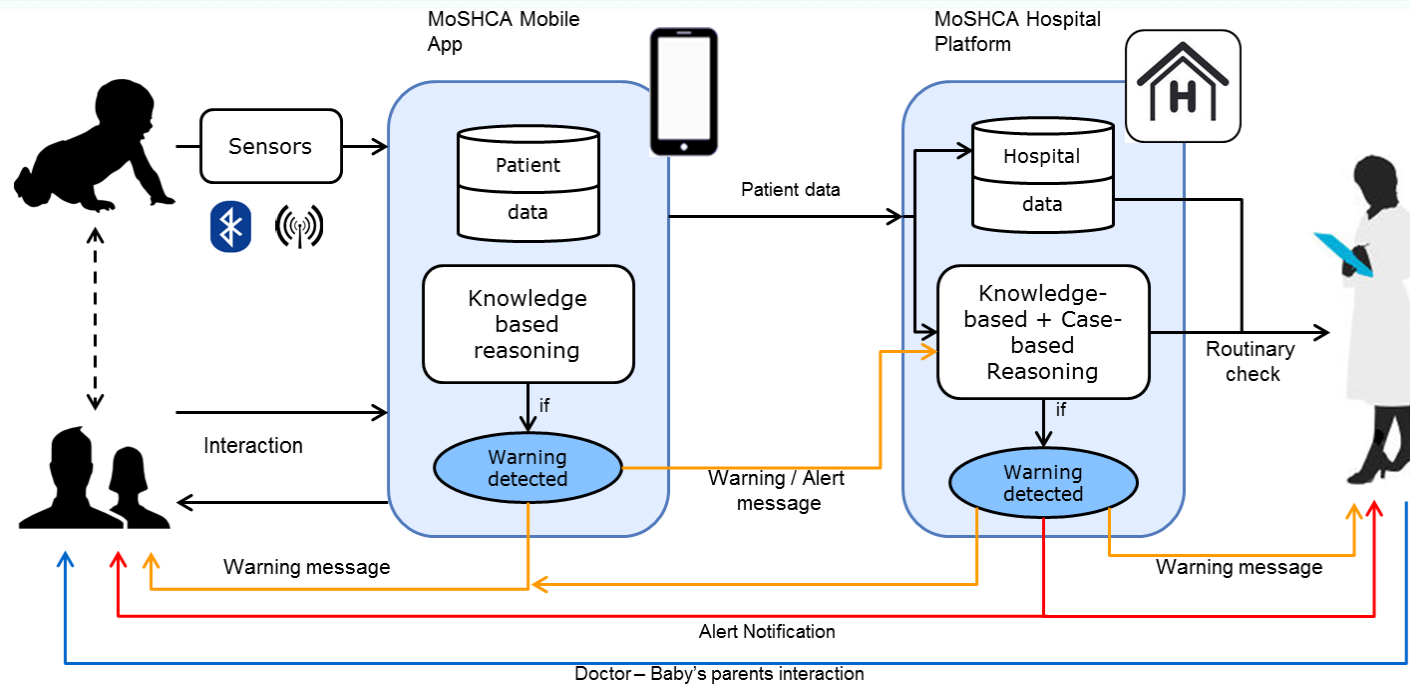 MoSHCA Mobile
App
MoSHCA Hospital
Platform
Sensors
Patient
data
Patient data
H
Hospital
data
Knowledge
based
reasoning
Knowledge-
based + Case-
based
Reasoning
Routinary
check
if
if
Interaction
Warning
detected
Warning / Alert
message
Warning
detected
Warning message
Warning message
Alert Notification
Doctor – Baby's parents interaction